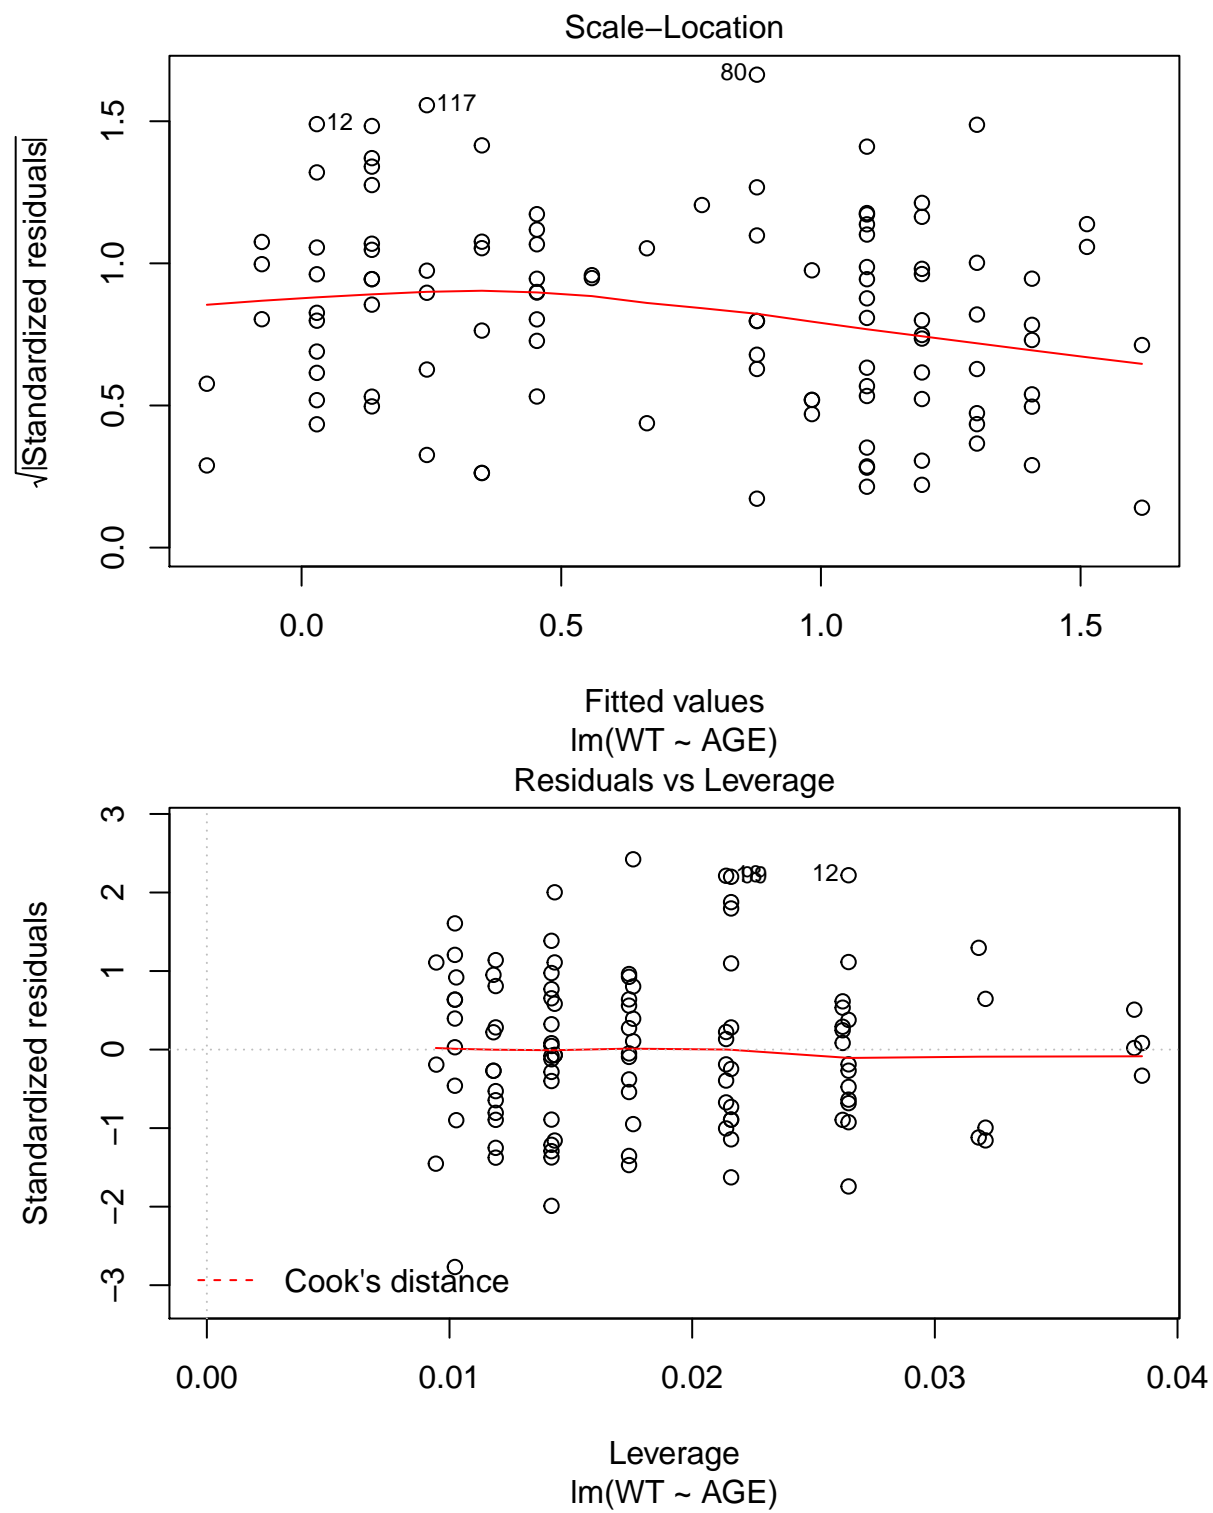 Scale−Location
√|Standardized residuals|
0.0
0.5
1.0
1.5
80
117
12
0.0 0.5 1.0 1.5
Fitted values
lm(WT ~ AGE)
Residuals vs Leverage
Standardized residuals
3
2
1
0
−1
−2
−3
12
Cook's distance
0.00 0.01 0.02 0.03 0.04
Leverage
lm(WT ~ AGE)